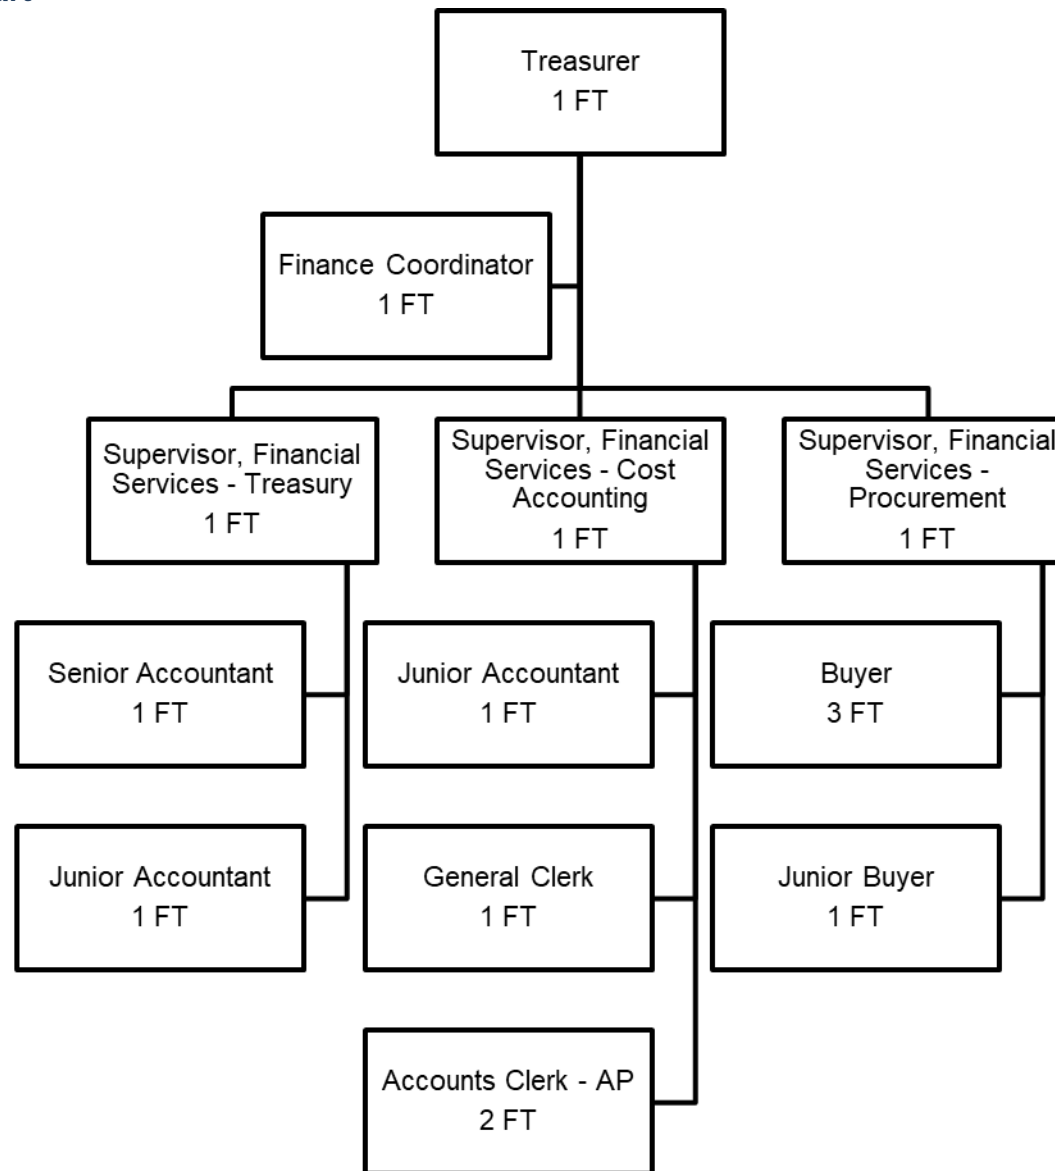 Treasurer
1 FT
Finance Coordinator
1 FT
Supervisor, Financial
Services - Treasury
1 FT
Supervisor, Financial
Services - Cost
Accounting
1 FT
Supervisor, Financial
Services -
Procurement
1 FT
Senior Accountant
1 FT
Junior Accountant
1 FT
Buyer
3 FT
Junior Accountant
1 FT
General Clerk
1 FT
Junior Buyer
1 FT
Accounts Clerk - AP
2 FT